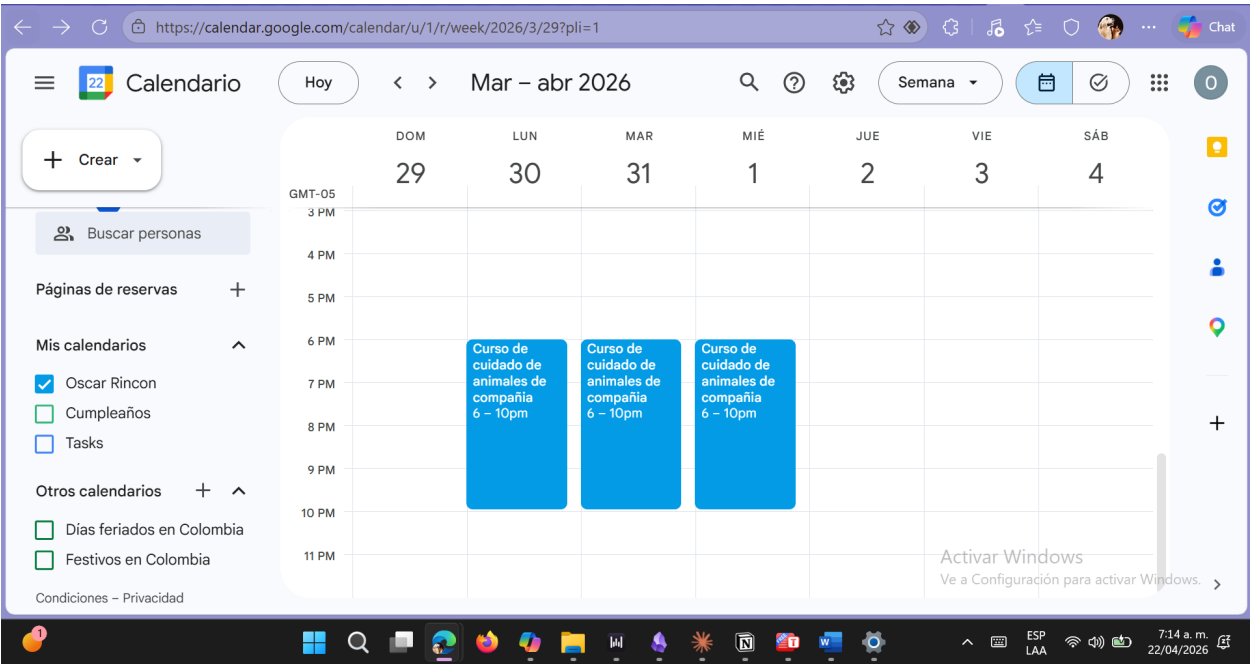 https://calendar.google.com/calendar/u/1/r/week/2026/3/29?pli=1
Chat
22
Calendario
Hoy
Mar – abr 2026
Semana
O
Crear
Buscar personas
Páginas de reservas
Mis calendarios
Oscar Rincon
Cumpleaños
Tasks
Otros calendarios
Días feriados en Colombia
Festivos en Colombia
Condiciones – Privacidad
DOM LUN MAR MIÉ JUE VIE SÁB
29 30 31 1 2 3 4
GMT-05
3 PM
4 PM
5 PM
6 PM
7 PM
8 PM
9 PM
10 PM
11 PM
Curso de
cuidado de
animales de
compañia
6 – 10pm
Curso de
cuidado de
animales de
compañia
6 – 10pm
Curso de
cuidado de
animales de
compañia
6 – 10pm
Activar Windows
Ve a Configuración para activar Windows.
1
ESP
LAA
7:14 a. m.
22/04/2026